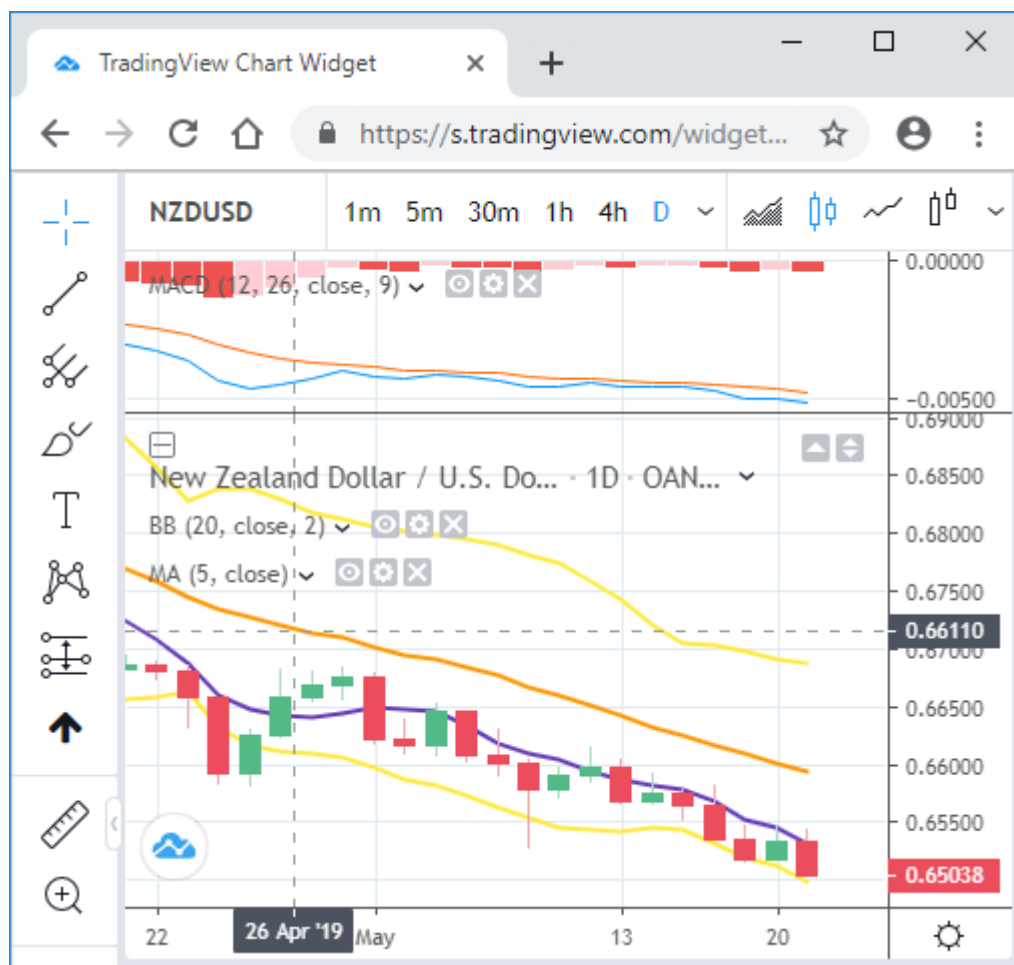 TradingView Chart Widget
https://s.tradingview.com/widget...
NZDUSD 1m 5m 30m 1h 4h D
MACD (12, 26, close, 9)
0.00000
-0.00500
0.69000
New Zealand Dollar / U.S. Do... · 1D · OAN...
0.68500
BB (20, close, 2)
0.68000
MA (5, close)
0.67500
0.66110
0.67000
0.66500
0.66000
0.65500
0.65038
22 26 Apr '19 May 13 20